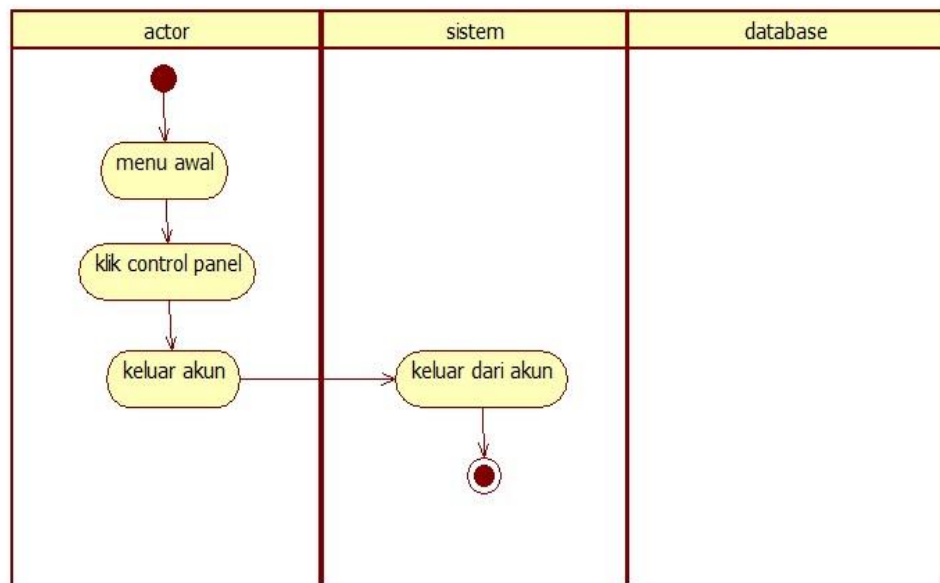 actor
sistem
database
menu awal
klik control panel
keluar akun
keluar dari akun